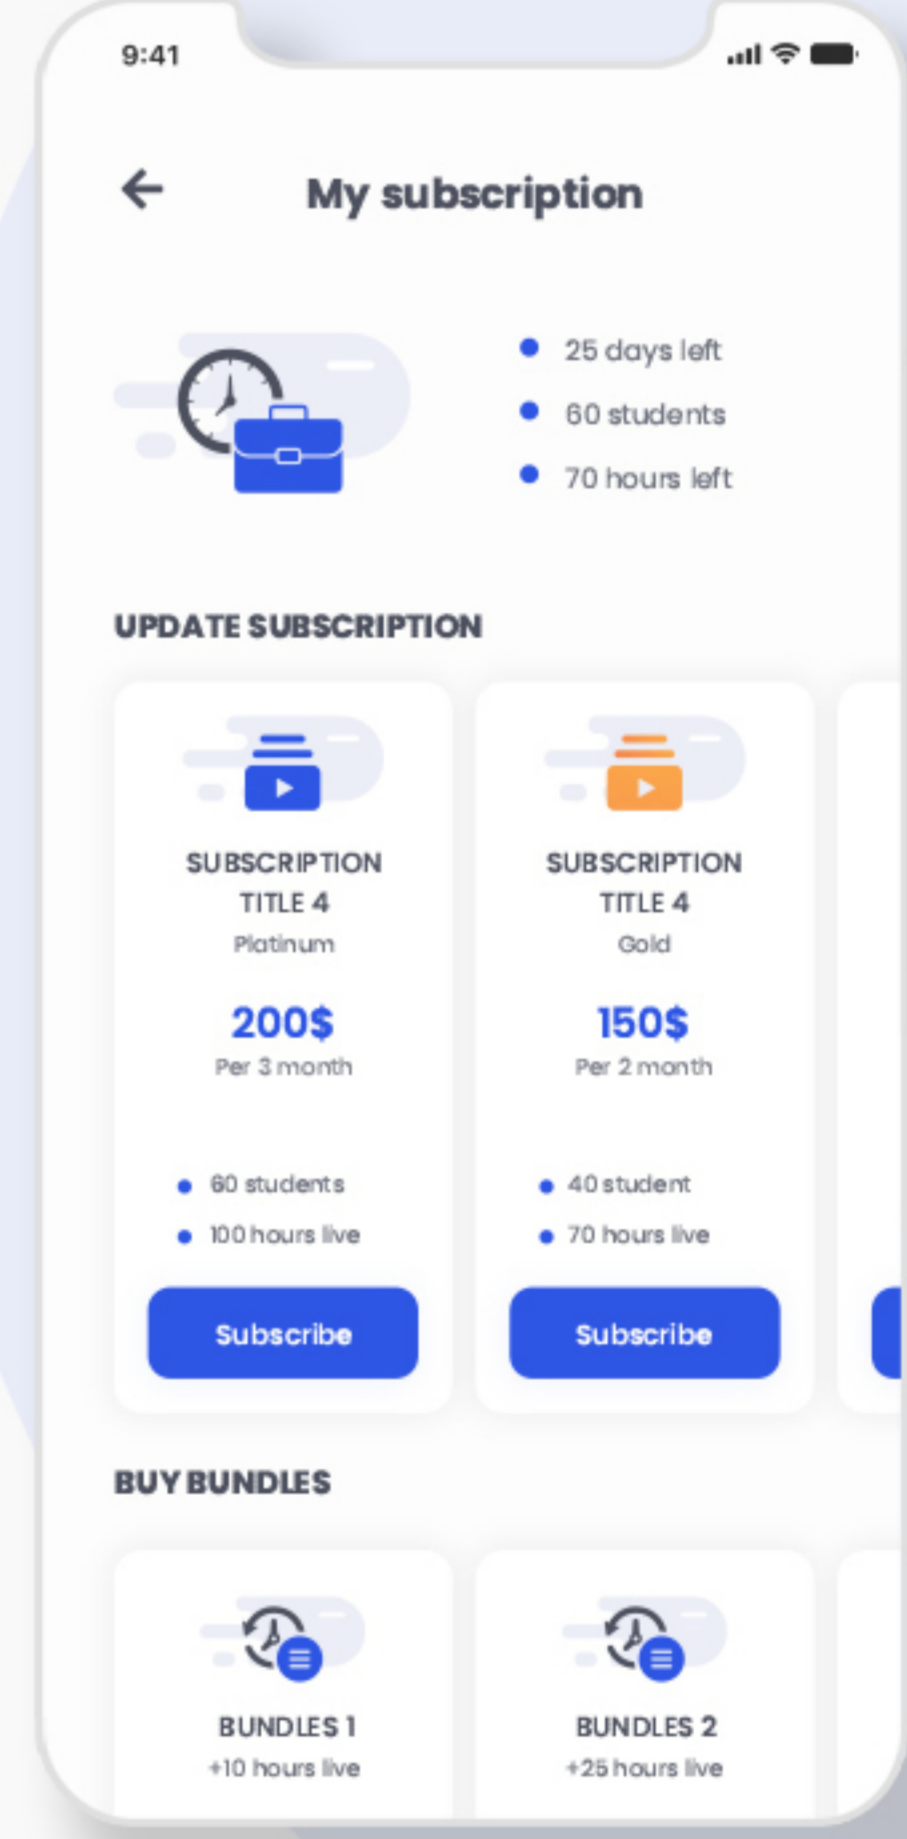 9:41
My subscription
25 days left
60 students
70 hours left
UPDATE SUBSCRIPTION
SUBSCRIPTION
TITLE 4
Platinum
200$
Per 3 month
60 students
100 hours live
Subscribe
SUBSCRIPTION
TITLE 4
Gold
150$
Per 2 month
40 student
70 hours live
Subscribe
BUY BUNDLES
BUNDLES 1
+10 hours live
BUNDLES 2
+25 hours live